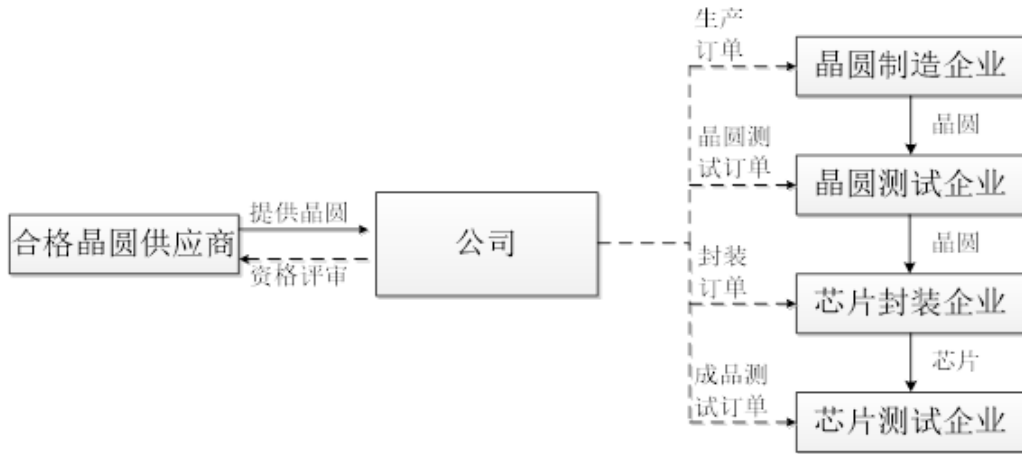 生产
订单
晶圆制造企业
晶圆
晶圆测
试订单
晶圆测试企业
提供晶圆
合格晶圆供应商
公司
晶圆
资格评审
封装
订单
芯片封装企业
芯片
成品测
试订单
芯片测试企业